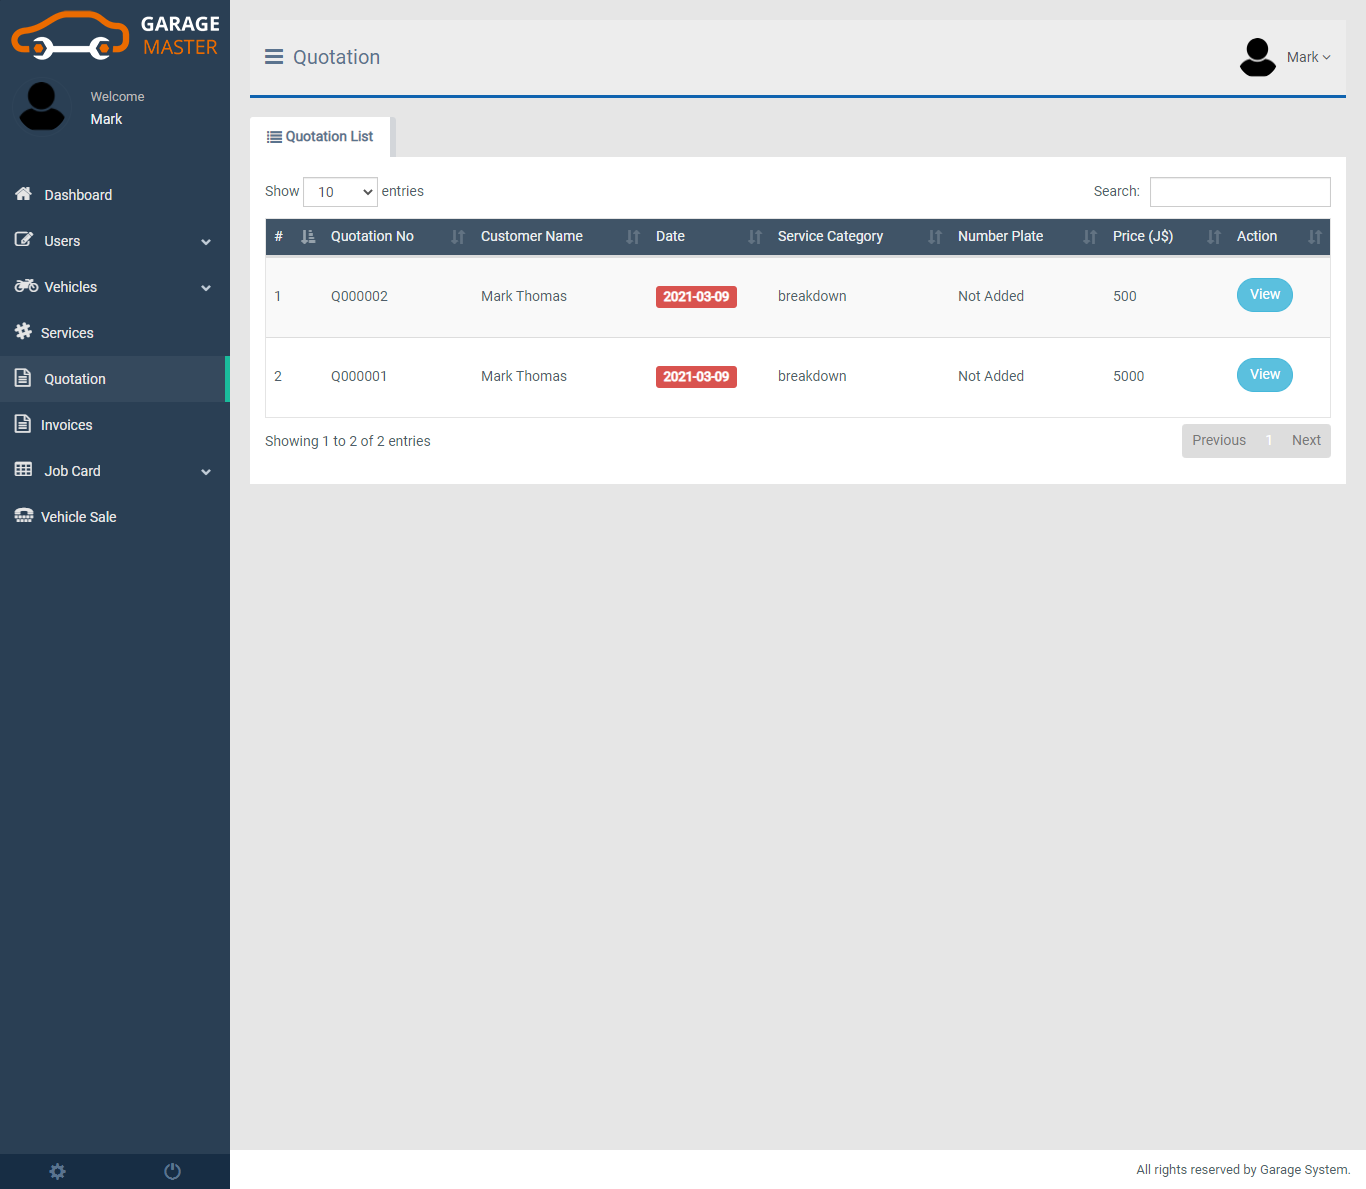 GARAGE
MASTER
Welcome
Mark
Dashboard
Users
Vehicles
Services
Quotation
Invoices
Job Card
Vehicle Sale
Quotation
Mark
Quotation List
Show 10 entries
Search:
# Quotation No Customer Name Date Service Category Number Plate Price (J$) Action
1 Q000002 Mark Thomas 2021-03-09 breakdown Not Added 500 View
2 Q000001 Mark Thomas 2021-03-09 breakdown Not Added 5000 View
Showing 1 to 2 of 2 entries
Previous 1 Next
All rights reserved by Garage System.